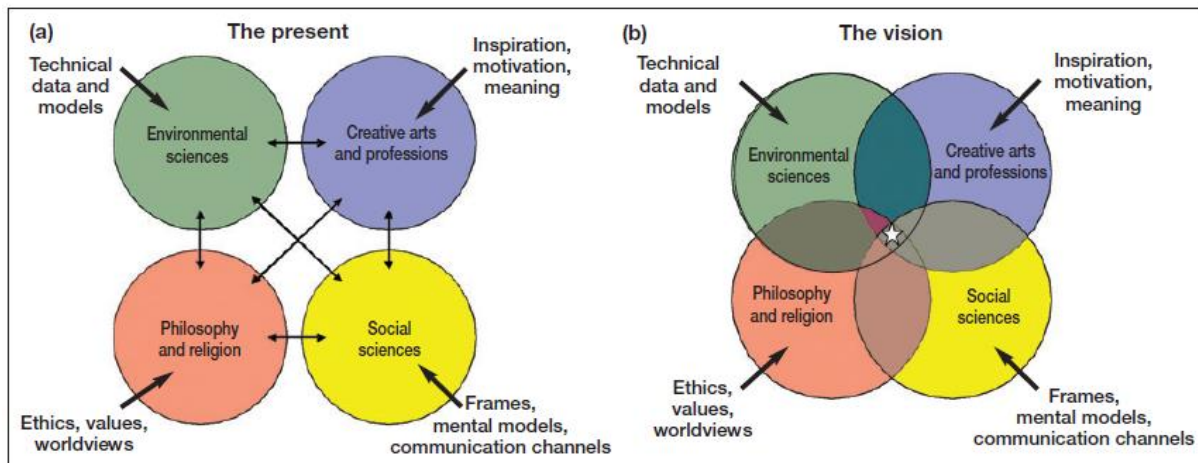 (a)
The present
Technical
data and
models
Inspiration,
motivation,
meaning
Environmental
sciences
Creative arts
and professions
Philosophy
and religion
Social
sciences
Ethics, values,
worldviews
Frames,
mental models,
communication channels
(b)
The vision
Technical
data and
models
Inspiration,
motivation,
meaning
Environmental
sciences
Creative arts
and professions
Philosophy
and religion
Social
sciences
Ethics,
values,
worldviews
Frames,
mental models,
communication channels